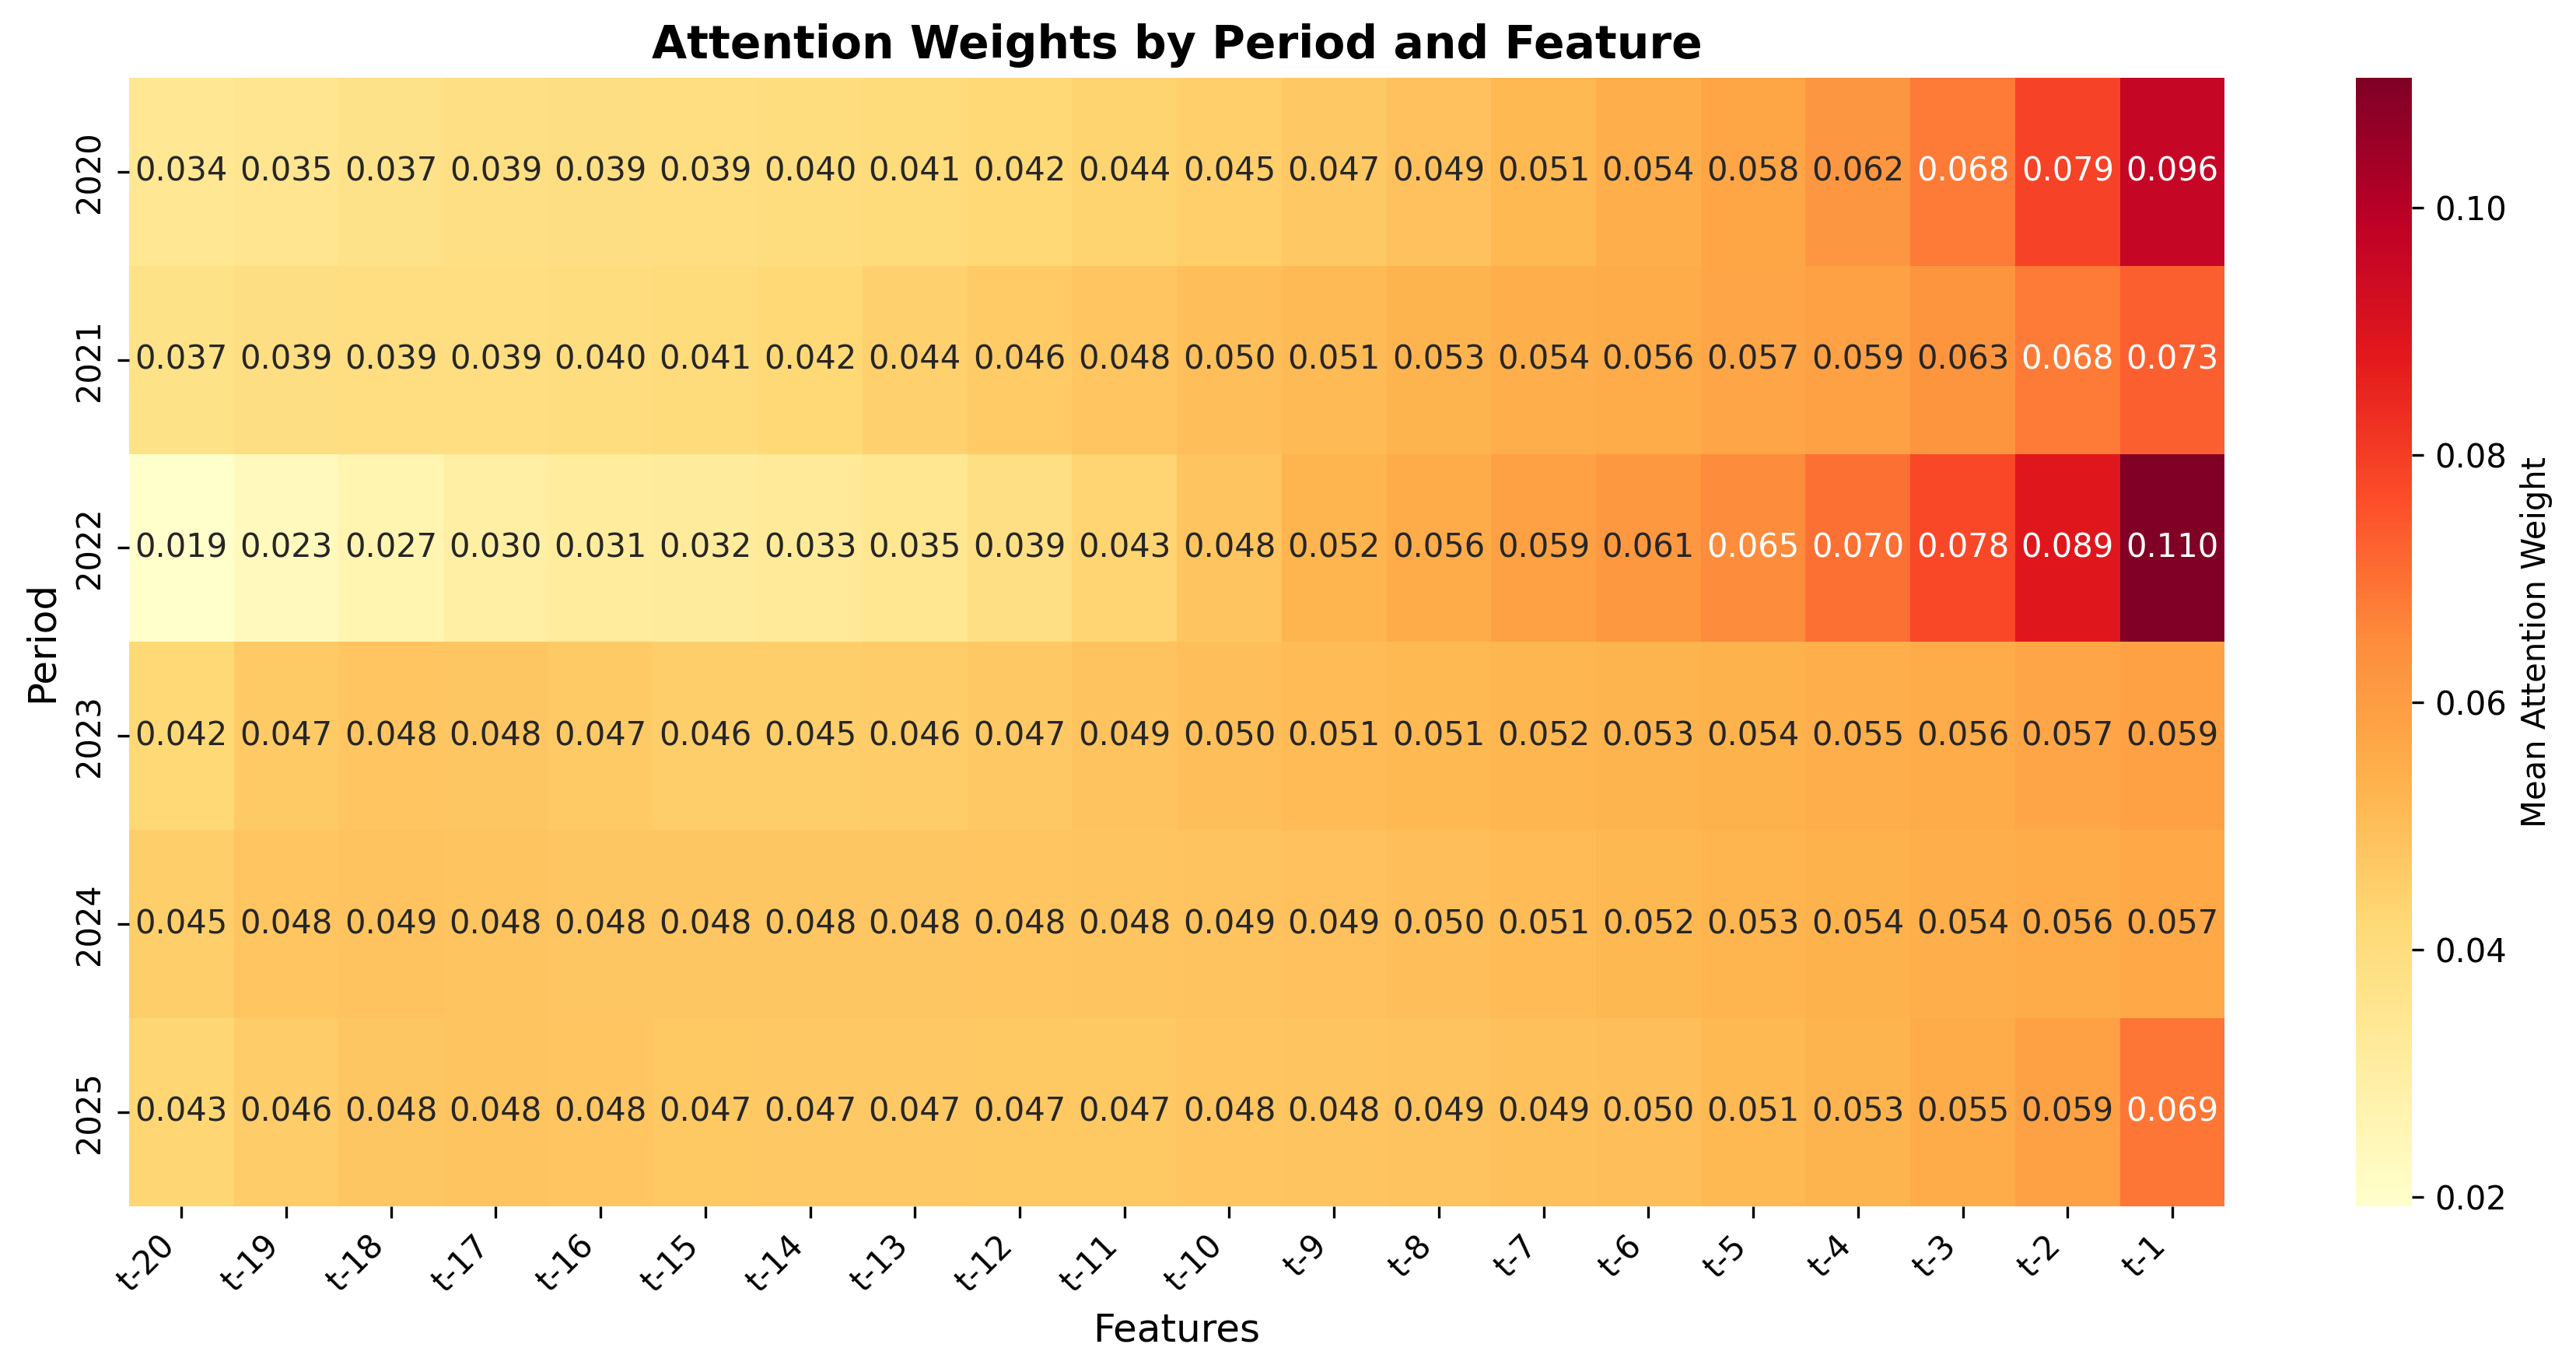 Attention Weights by Period and Feature
2020 0.034 0.035 0.037 0.039 0.039 0.039 0.040 0.041 0.042 0.044 0.045 0.047 0.049 0.051 0.054 0.058 0.062 0.068 0.079 0.096
2021 0.037 0.039 0.039 0.039 0.040 0.041 0.042 0.044 0.046 0.048 0.050 0.051 0.053 0.054 0.056 0.057 0.059 0.063 0.068 0.073
2022 0.019 0.023 0.027 0.030 0.031 0.032 0.033 0.035 0.039 0.043 0.048 0.052 0.056 0.059 0.061 0.065 0.070 0.078 0.089 0.110
2023 0.042 0.047 0.048 0.048 0.047 0.046 0.045 0.046 0.047 0.049 0.050 0.051 0.051 0.052 0.053 0.054 0.055 0.056 0.057 0.059
2024 0.045 0.048 0.049 0.048 0.048 0.048 0.048 0.048 0.048 0.048 0.049 0.049 0.050 0.051 0.052 0.053 0.054 0.054 0.056 0.057
2025 0.043 0.046 0.048 0.048 0.048 0.047 0.047 0.047 0.047 0.047 0.048 0.048 0.049 0.049 0.050 0.051 0.053 0.055 0.059 0.069
Period
t-20 t-19 t-18 t-17 t-16 t-15 t-14 t-13 t-12 t-11 t-10 t-9 t-8 t-7 t-6 t-5 t-4 t-3 t-2 t-1
Features
0.10
0.08
0.06
0.04
0.02
Mean Attention Weight